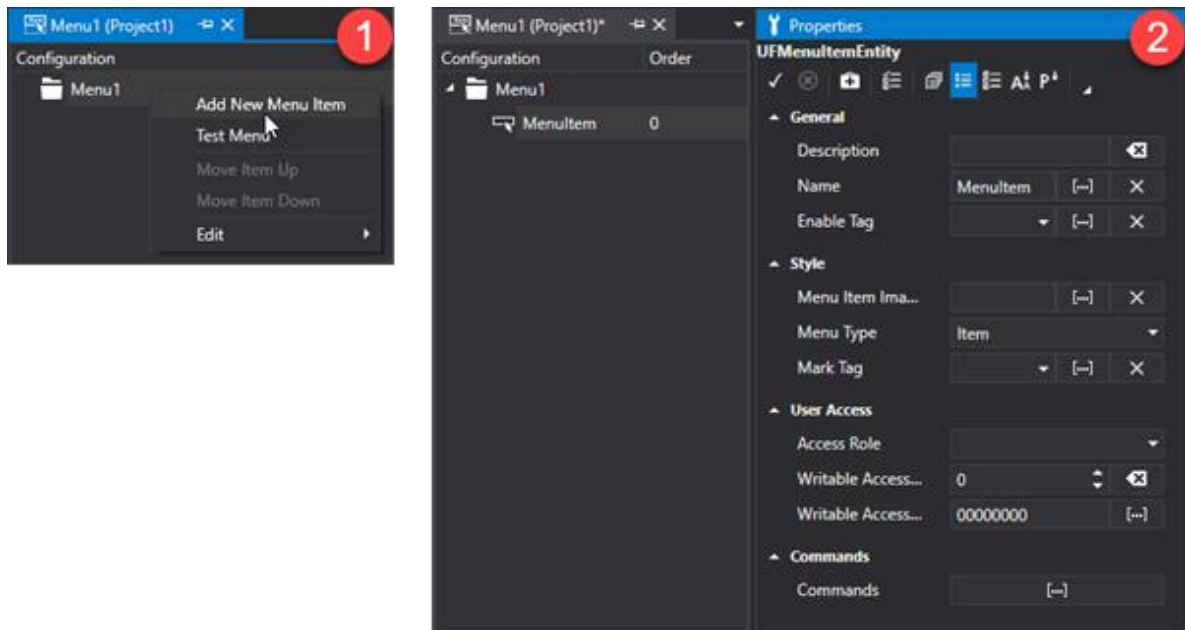 Menu1 (Project1)
1
Configuration
Menu1
Add New Menu Item
Test Menu
Move Item Up
Move Item Down
Edit
Menu1 (Project1)*
Configuration Order
Menu1
MenuItem 0
Properties
2
UFMenuItemEntity
General
Description
Name MenuItem
Enable Tag
Style
Menu Item Ima...
Menu Type Item
Mark Tag
User Access
Access Role
Writable Access... 0
Writable Access... 00000000
Commands
Commands